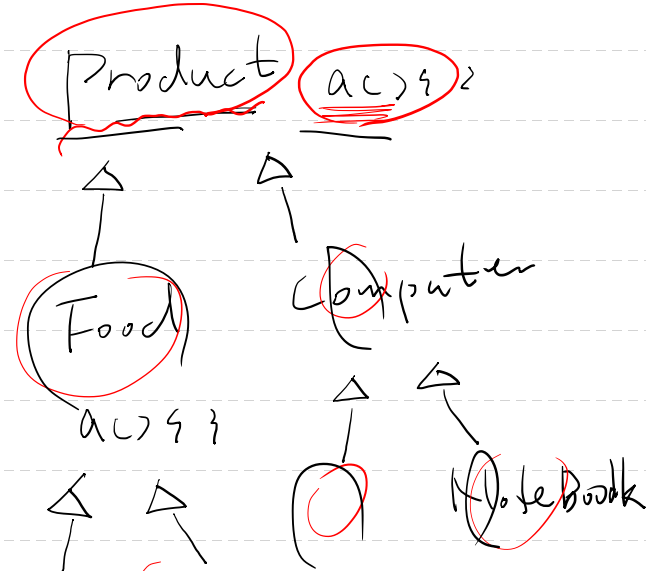 Product a() { }
Computer
Food
a() { }
NoteBook